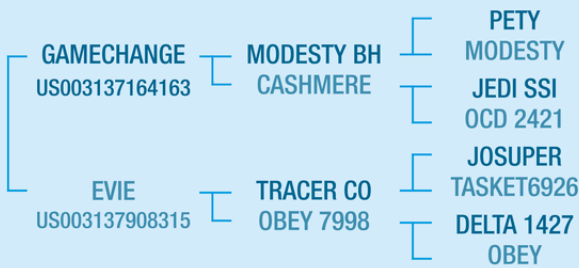 GAMECHANGE
US003137164163
MODESTY BH
CASHMERE
PETY
MODESTY
JEDI SSI
OCD 2421
EVIE
US003137908315
TRACER CO
OBEY 7998
JOSUPER
TASKET6926
DELTA 1427
OBEY